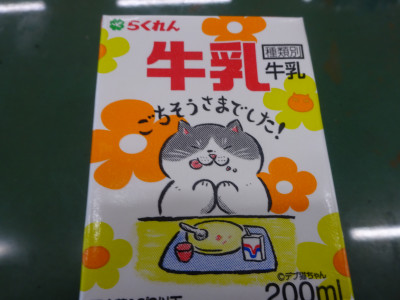 らくれん
牛乳
種類別
牛乳
ごちそうさまでした!
©デブ猫ちゃん
200ml